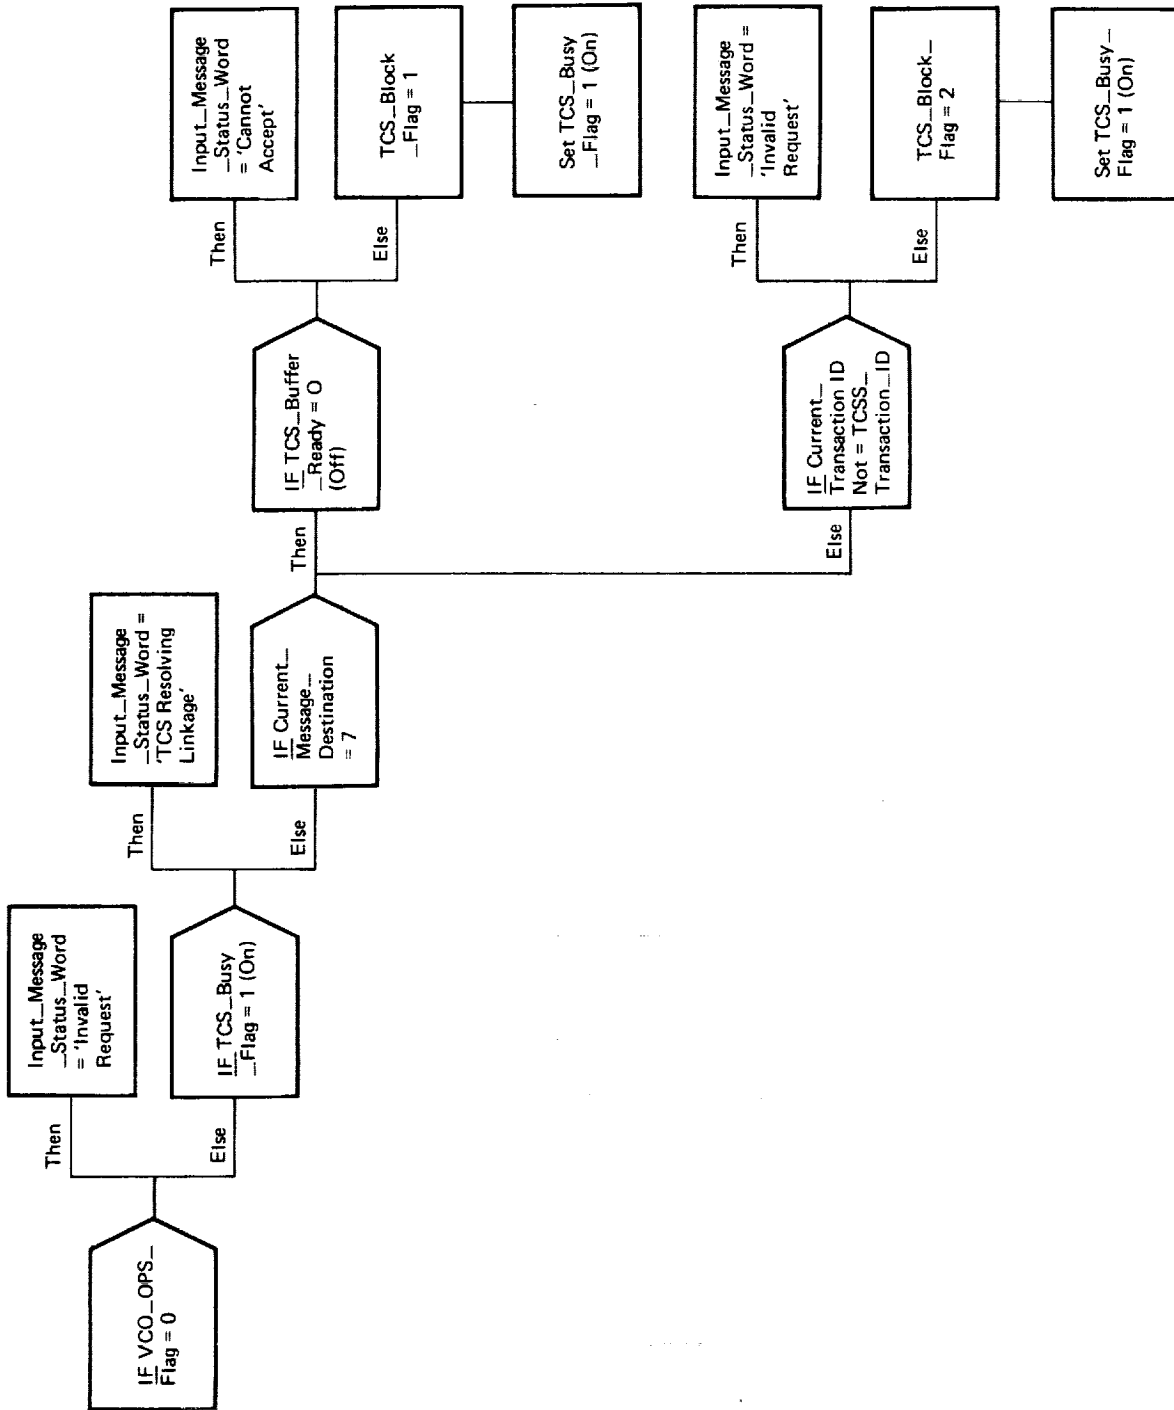 IF VCO_OPS_
Flag = 0
Then
Input_Message
_Status_Word
= 'Invalid
Request'
Else
IF TCS_Busy
_Flag = 1 (On)
Then
Input_Message
_Status_Word =
'TCS Resolving
Linkage'
Else
IF Current_
Message_
Destination
= 7
Then
IF TCS_Buffer
_Ready = O
(Off)
Then
Input_Message
_Status_Word
= 'Cannot
Accept'
Else
TCS_Block
_Flag = 1
Set TCS_Busy
_Flag = 1 (On)
Else
IF Current_
Transaction ID
Not = TCSS_
Transaction_ID
Then
Input_Message
_Status_Word =
'Invalid
Request'
Else
TCS_Block_
Flag = 2
Set TCS_Busy_
Flag = 1 (On)